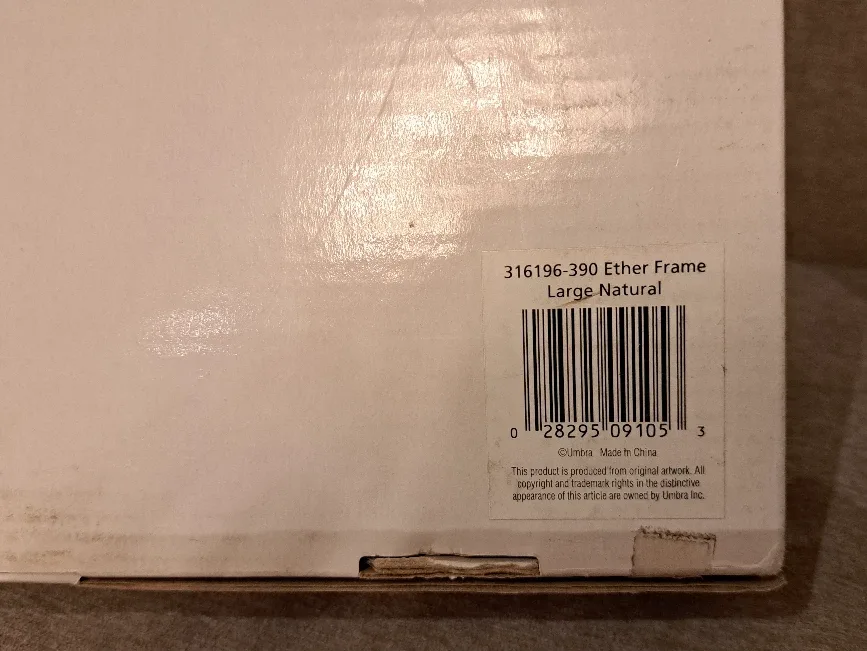 316196-390 Ether Frame
Large Natural
0 28295 09105 3
©Umbra Made in China
This product is produced from original artwork. All
copyright and trademark rights in the distinctive
appearance of this article are owned by Umbra Inc.